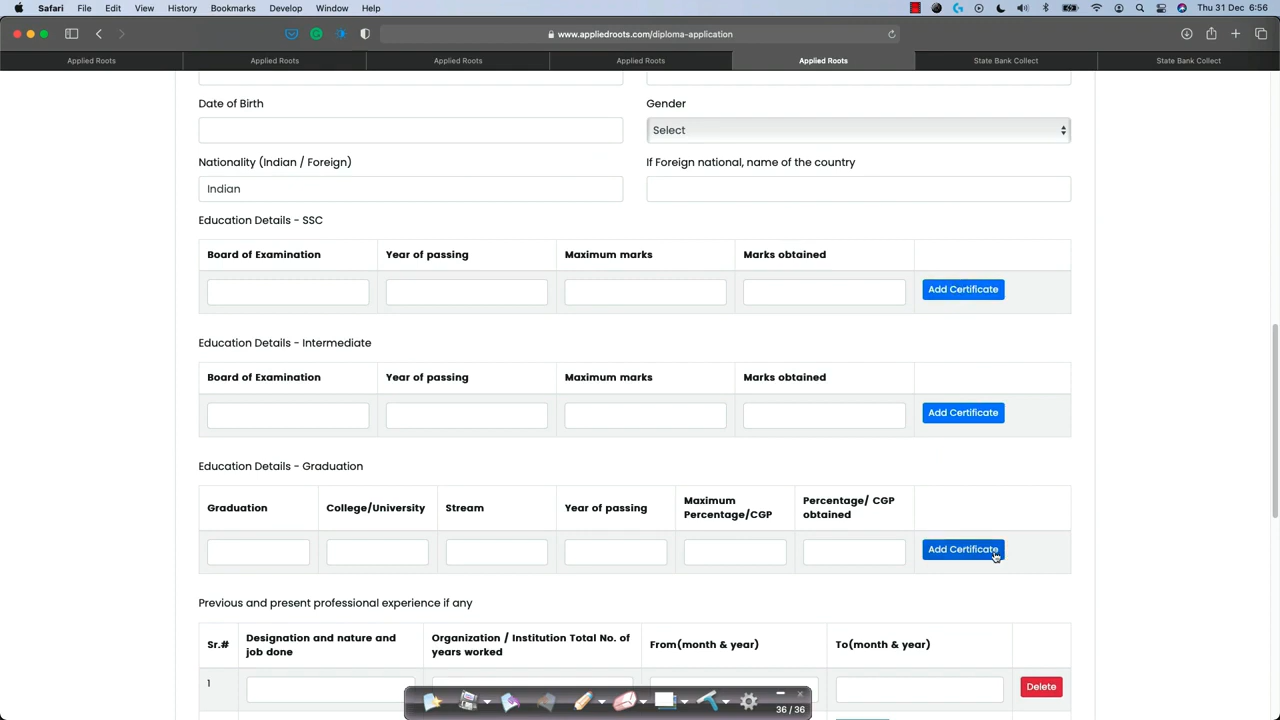 Safari File Edit View History Bookmarks Develop Window Help Thu 31 Dec 6:56
www.appliedroots.com/diploma-application
Applied Roots Applied Roots Applied Roots Applied Roots Applied Roots State Bank Collect State Bank Collect
Date of Birth Gender
Select
Nationality (Indian / Foreign) If Foreign national, name of the country
Indian
Education Details - SSC
Board of Examination Year of passing Maximum marks Marks obtained
Add Certificate
Education Details - Intermediate
Board of Examination Year of passing Maximum marks Marks obtained
Add Certificate
Education Details - Graduation
Graduation College/University Stream Year of passing Maximum Percentage/CGP Percentage/ CGP obtained
Add Certificate
Previous and present professional experience if any
Sr.# Designation and nature and job done Organization / Institution Total No. of years worked From(month & year) To(month & year)
1 Delete
36 / 36